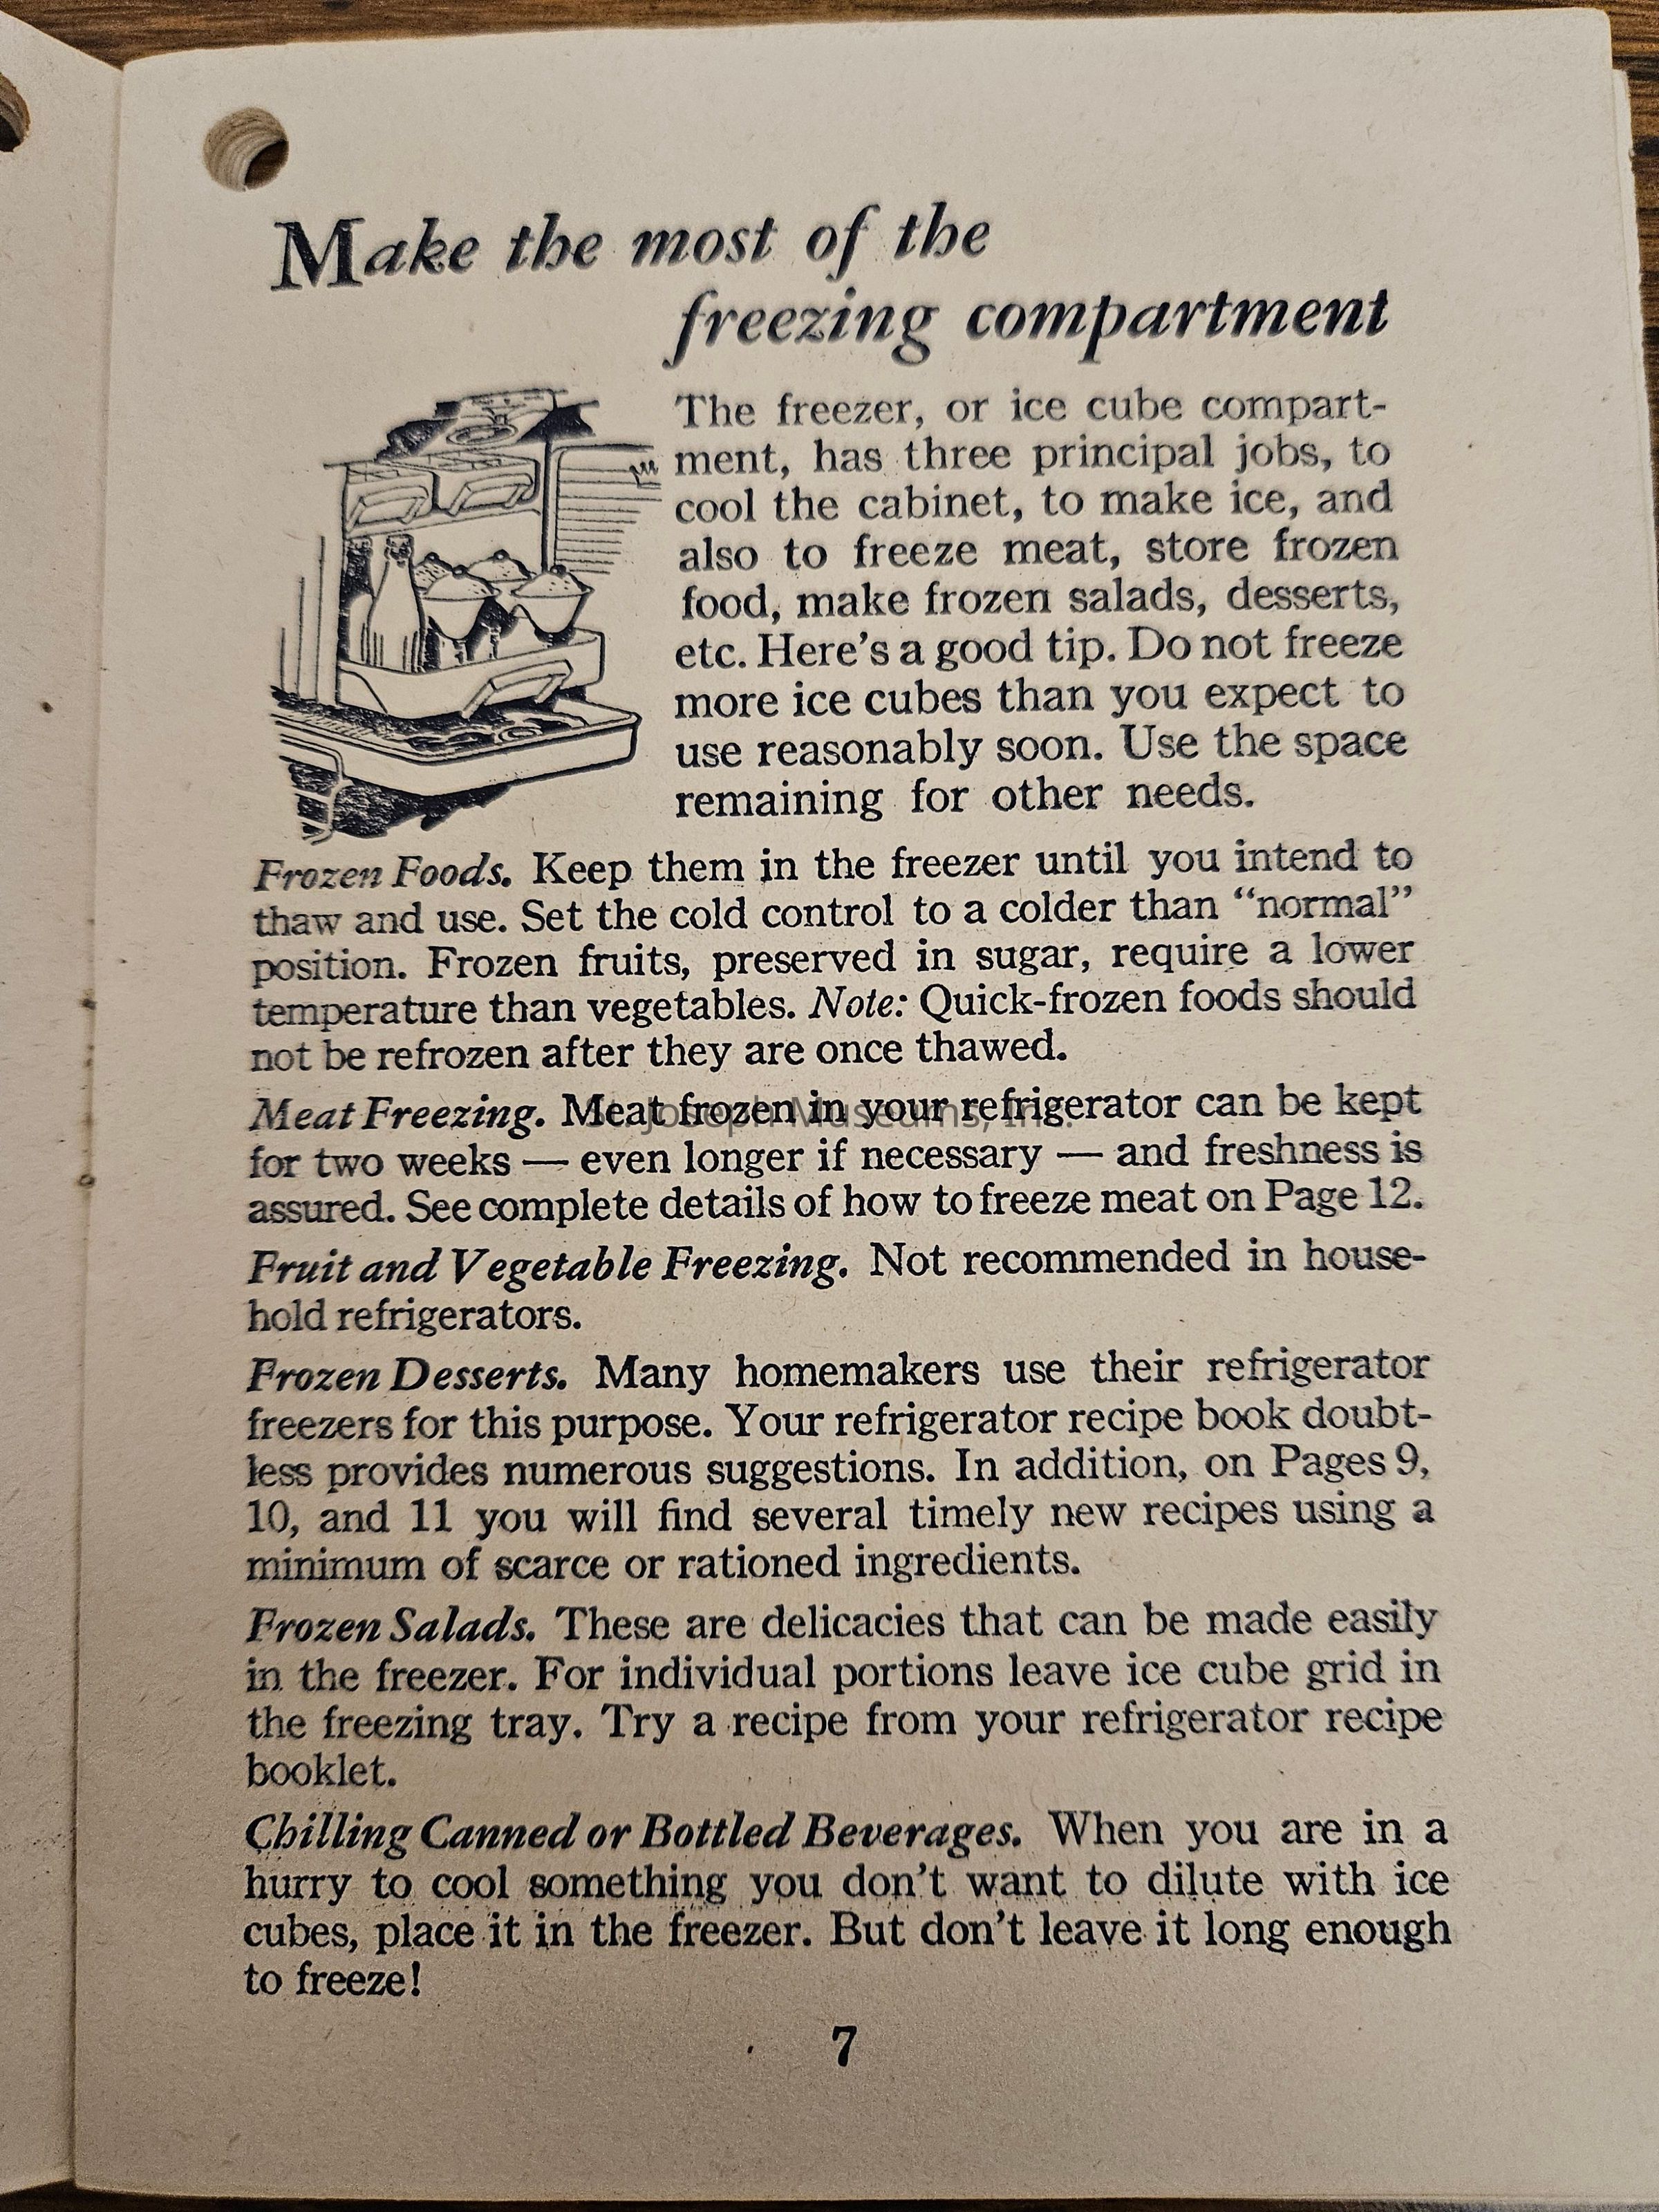 Make the most of the
freezing compartment
The freezer, or ice cube compart-
ment, has three principal jobs, to
cool the cabinet, to make ice, and
also to freeze meat, store frozen
food, make frozen salads, desserts,
etc. Here's a good tip. Do not freeze
more ice cubes than you expect to
use reasonably soon. Use the space
remaining for other needs.
Frozen Foods. Keep them in the freezer until you intend to
thaw and use. Set the cold control to a colder than “normal”
position. Frozen fruits, preserved in sugar, require a lower
temperature than vegetables. Note: Quick-frozen foods should
not be refrozen after they are once thawed.
Meat Freezing. Meat frozen in your refrigerator can be kept
for two weeks — even longer if necessary — and freshness is
assured. See complete details of how to freeze meat on Page 12.
Fruit and Vegetable Freezing. Not recommended in house-
hold refrigerators.
Frozen Desserts. Many homemakers use their refrigerator
freezers for this purpose. Your refrigerator recipe book doubt-
less provides numerous suggestions. In addition, on Pages 9,
10, and 11 you will find several timely new recipes using a
minimum of scarce or rationed ingredients.
Frozen Salads. These are delicacies that can be made easily
in the freezer. For individual portions leave ice cube grid in
the freezing tray. Try a recipe from your refrigerator recipe
booklet.
Chilling Canned or Bottled Beverages. When you are in a
hurry to cool something you don't want to dilute with ice
cubes, place it in the freezer. But don't leave it long enough
to freeze!
7
Joseph Museums, Inc.